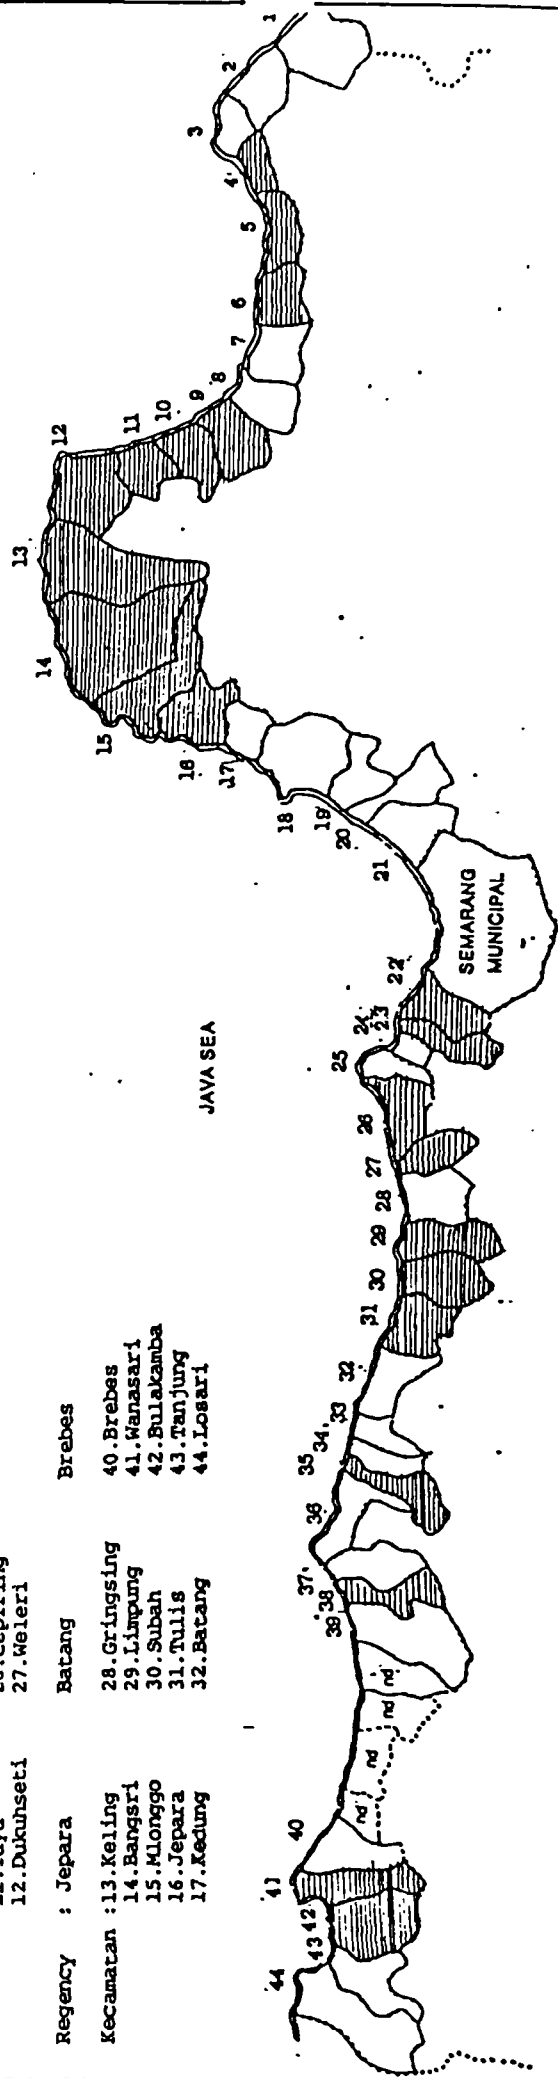 27.Weleri
12.Dukuhseti
Regency : Jepara Batang Brebes
Kecamatan :13.Keling 28.Gringsing 40.Brebes
14.Bangsri 29.Limpung 41.Wanasari
15.Mlonggo 30.Subah 42.Bulakamba
16.Jepara 31.Tulis 43.Tanjung
17.Kedung 32.Batang 44.Losari
JAVA SEA
SEMARANG
MUNICIPAL
44
43
42
41
40
nd
nd
nd
nd
39
38
37
36
35
34
33
32
31
30
29
28
27
26
25
24
23
22
21
20
19
18
17
16
15
14
13
12
11
10
9
8
7
6
5
4
3
2
1